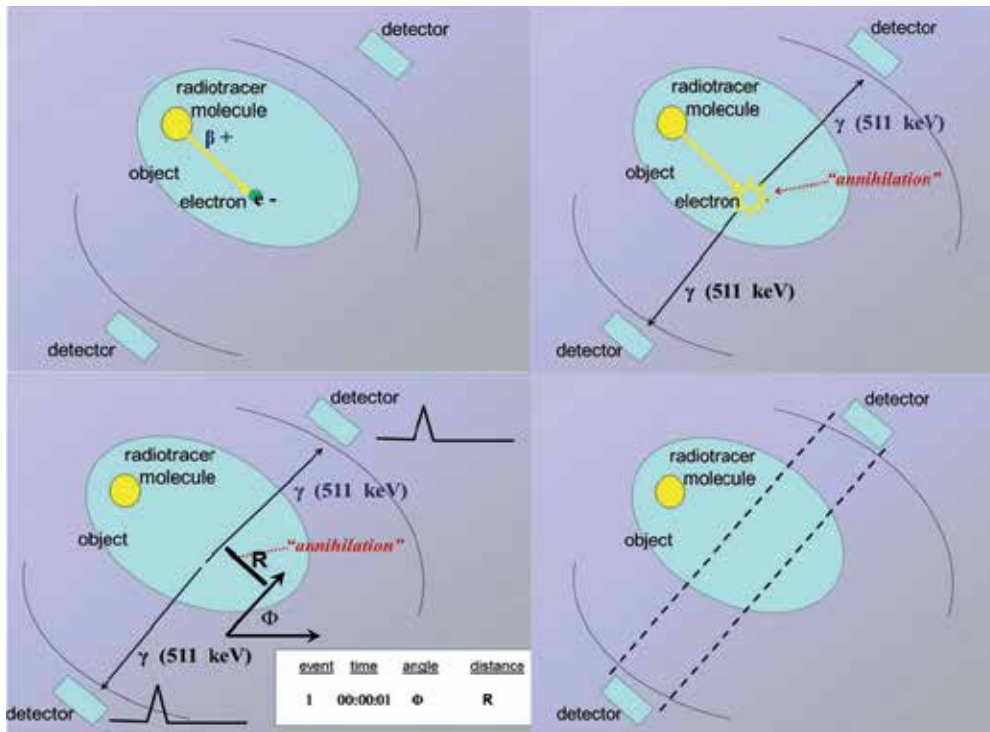 detector
radiotracer
molecule
β +
object
electron
e -
detector
detector
radiotracer
molecule
γ (511 keV)
object
"annihilation"
electron
γ (511 keV)
detector
detector
radiotracer
molecule
γ (511 keV)
object
"annihilation"
R
Φ
γ (511 keV)
event time angle distance
1 00:00:01 Φ R
detector
detector
radiotracer
molecule
object
detector